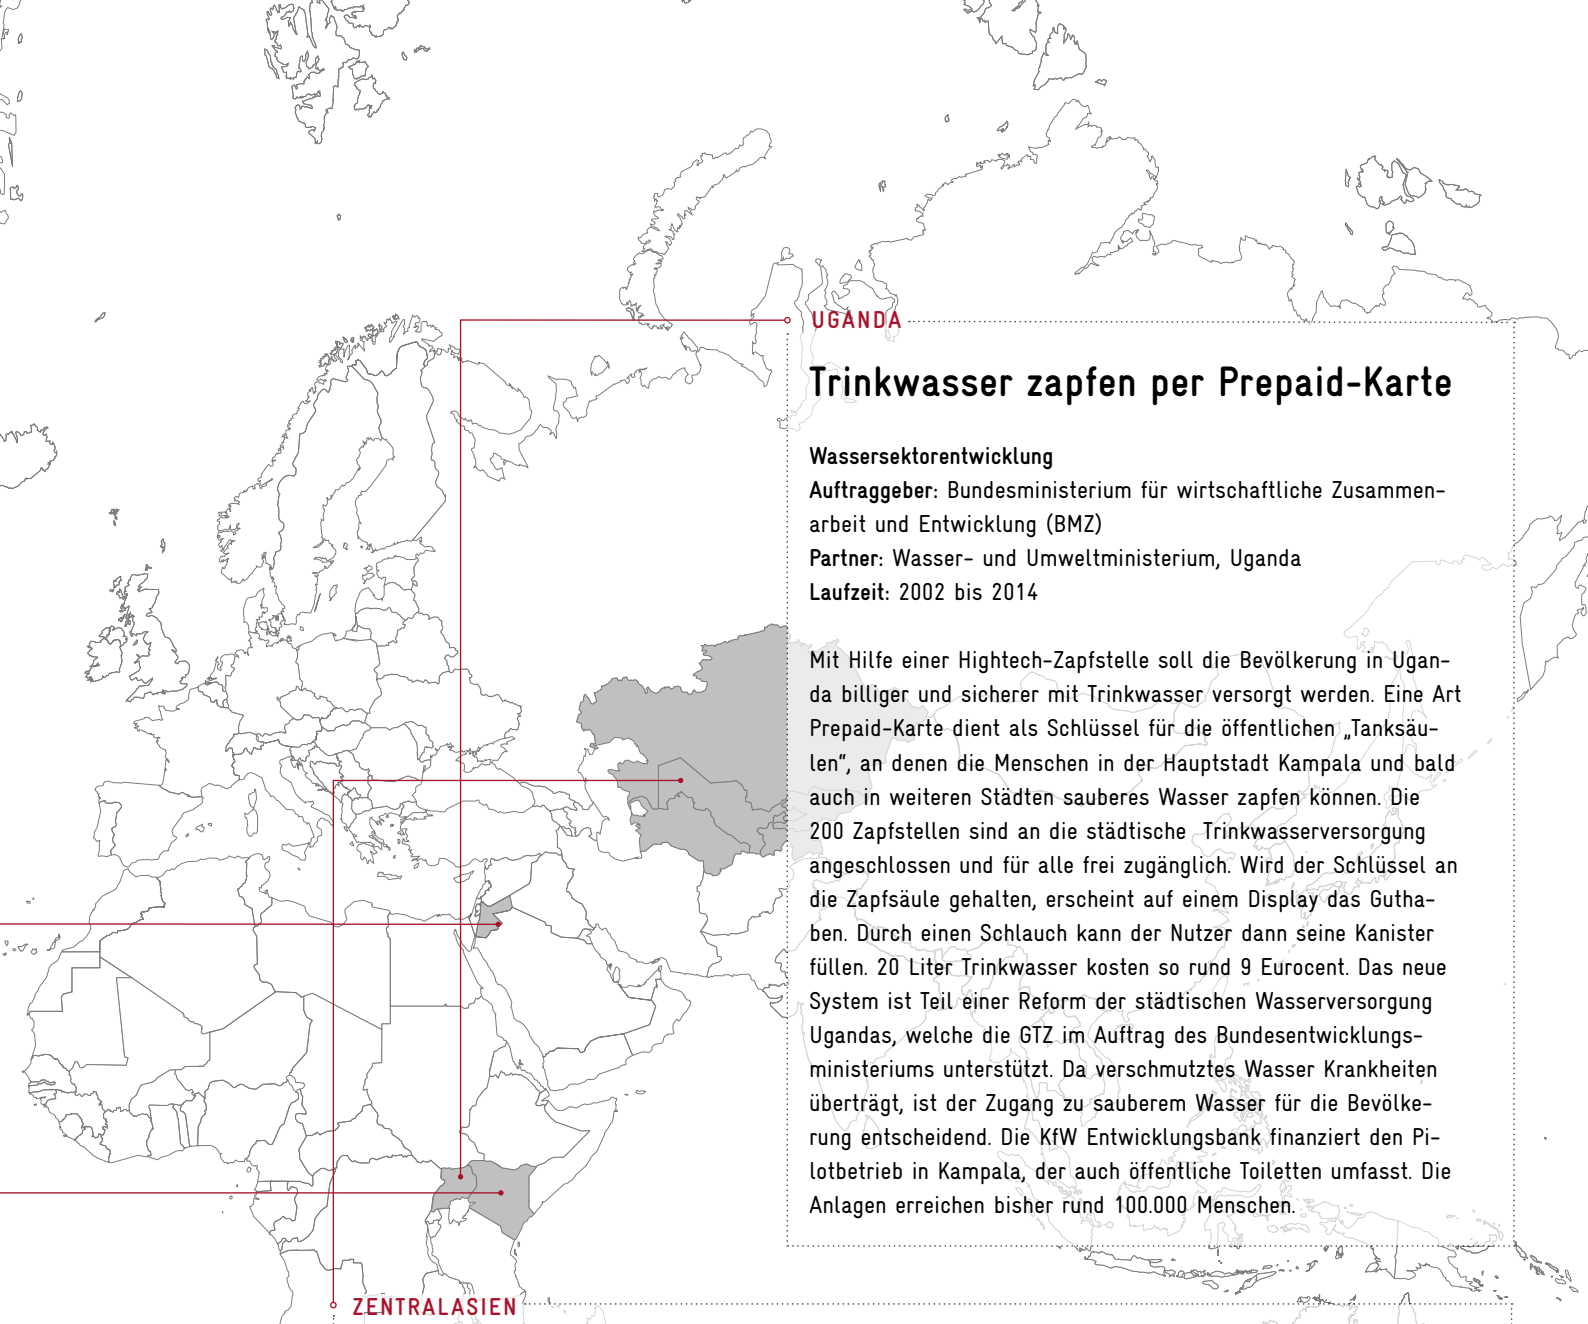 UGANDA
Trinkwasser zapfen per Prepaid-Karte
Wassersektorentwicklung
Auftraggeber: Bundesministerium für wirtschaftliche Zusammen-
arbeit und Entwicklung (BMZ)
Partner: Wasser- und Umweltministerium, Uganda
Laufzeit: 2002 bis 2014
Mit Hilfe einer Hightech-Zapfstelle soll die Bevölkerung in Ugan-
da billiger und sicherer mit Trinkwasser versorgt werden. Eine Art
Prepaid-Karte dient als Schlüssel für die öffentlichen „Tanksäu-
len“, an denen die Menschen in der Hauptstadt Kampala und bald
auch in weiteren Städten sauberes Wasser zapfen können. Die
200 Zapfstellen sind an die städtische Trinkwasserversorgung
angeschlossen und für alle frei zugänglich. Wird der Schlüssel an
die Zapfsäule gehalten, erscheint auf einem Display das Gutha-
ben. Durch einen Schlauch kann der Nutzer dann seine Kanister
füllen. 20 Liter Trinkwasser kosten so rund 9 Eurocent. Das neue
System ist Teil einer Reform der städtischen Wasserversorgung
Ugandas, welche die GTZ im Auftrag des Bundesentwicklungs-
ministeriums unterstützt. Da verschmutztes Wasser Krankheiten
überträgt, ist der Zugang zu sauberem Wasser für die Bevölke-
rung entscheidend. Die KfW Entwicklungsbank finanziert den Pi-
lotbetrieb in Kampala, der auch öffentliche Toiletten umfasst. Die
Anlagen erreichen bisher rund 100.000 Menschen.
ZENTRALASIEN